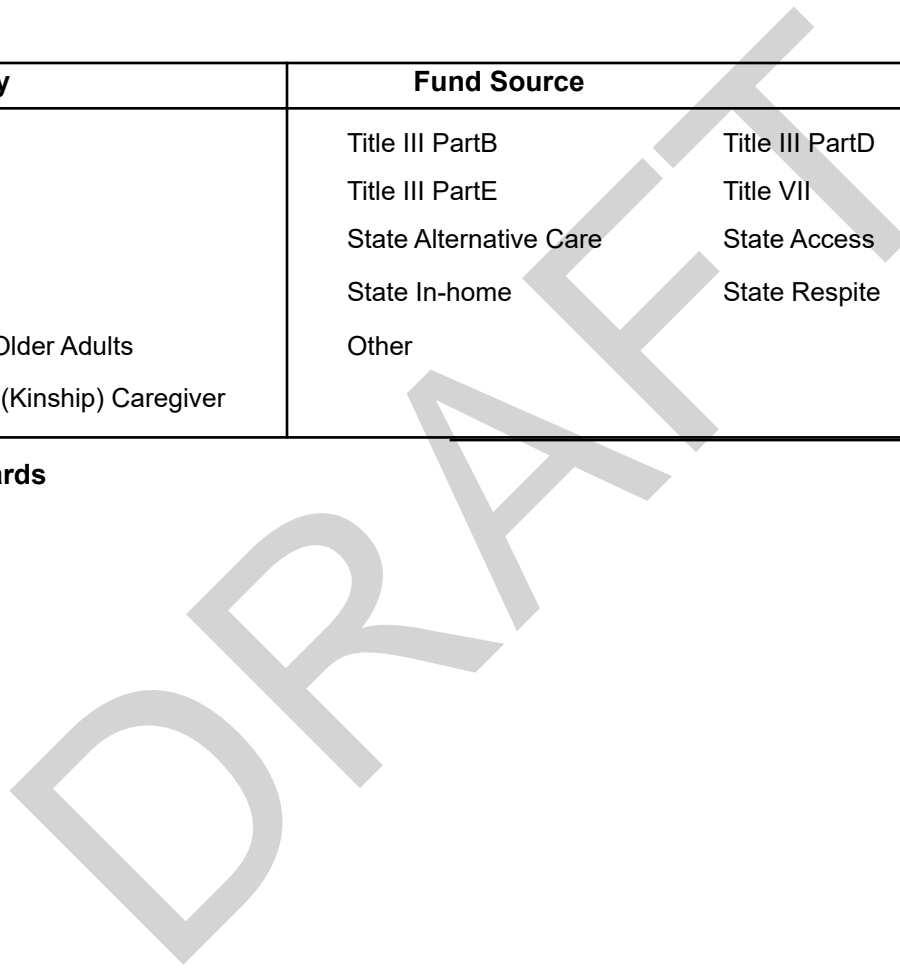 y Fund Source
Title III PartB Title III PartD
Title III PartE Title VII
State Alternative Care State Access
State In-home State Respite
Older Adults Other
(Kinship) Caregiver
ards
DRAFT